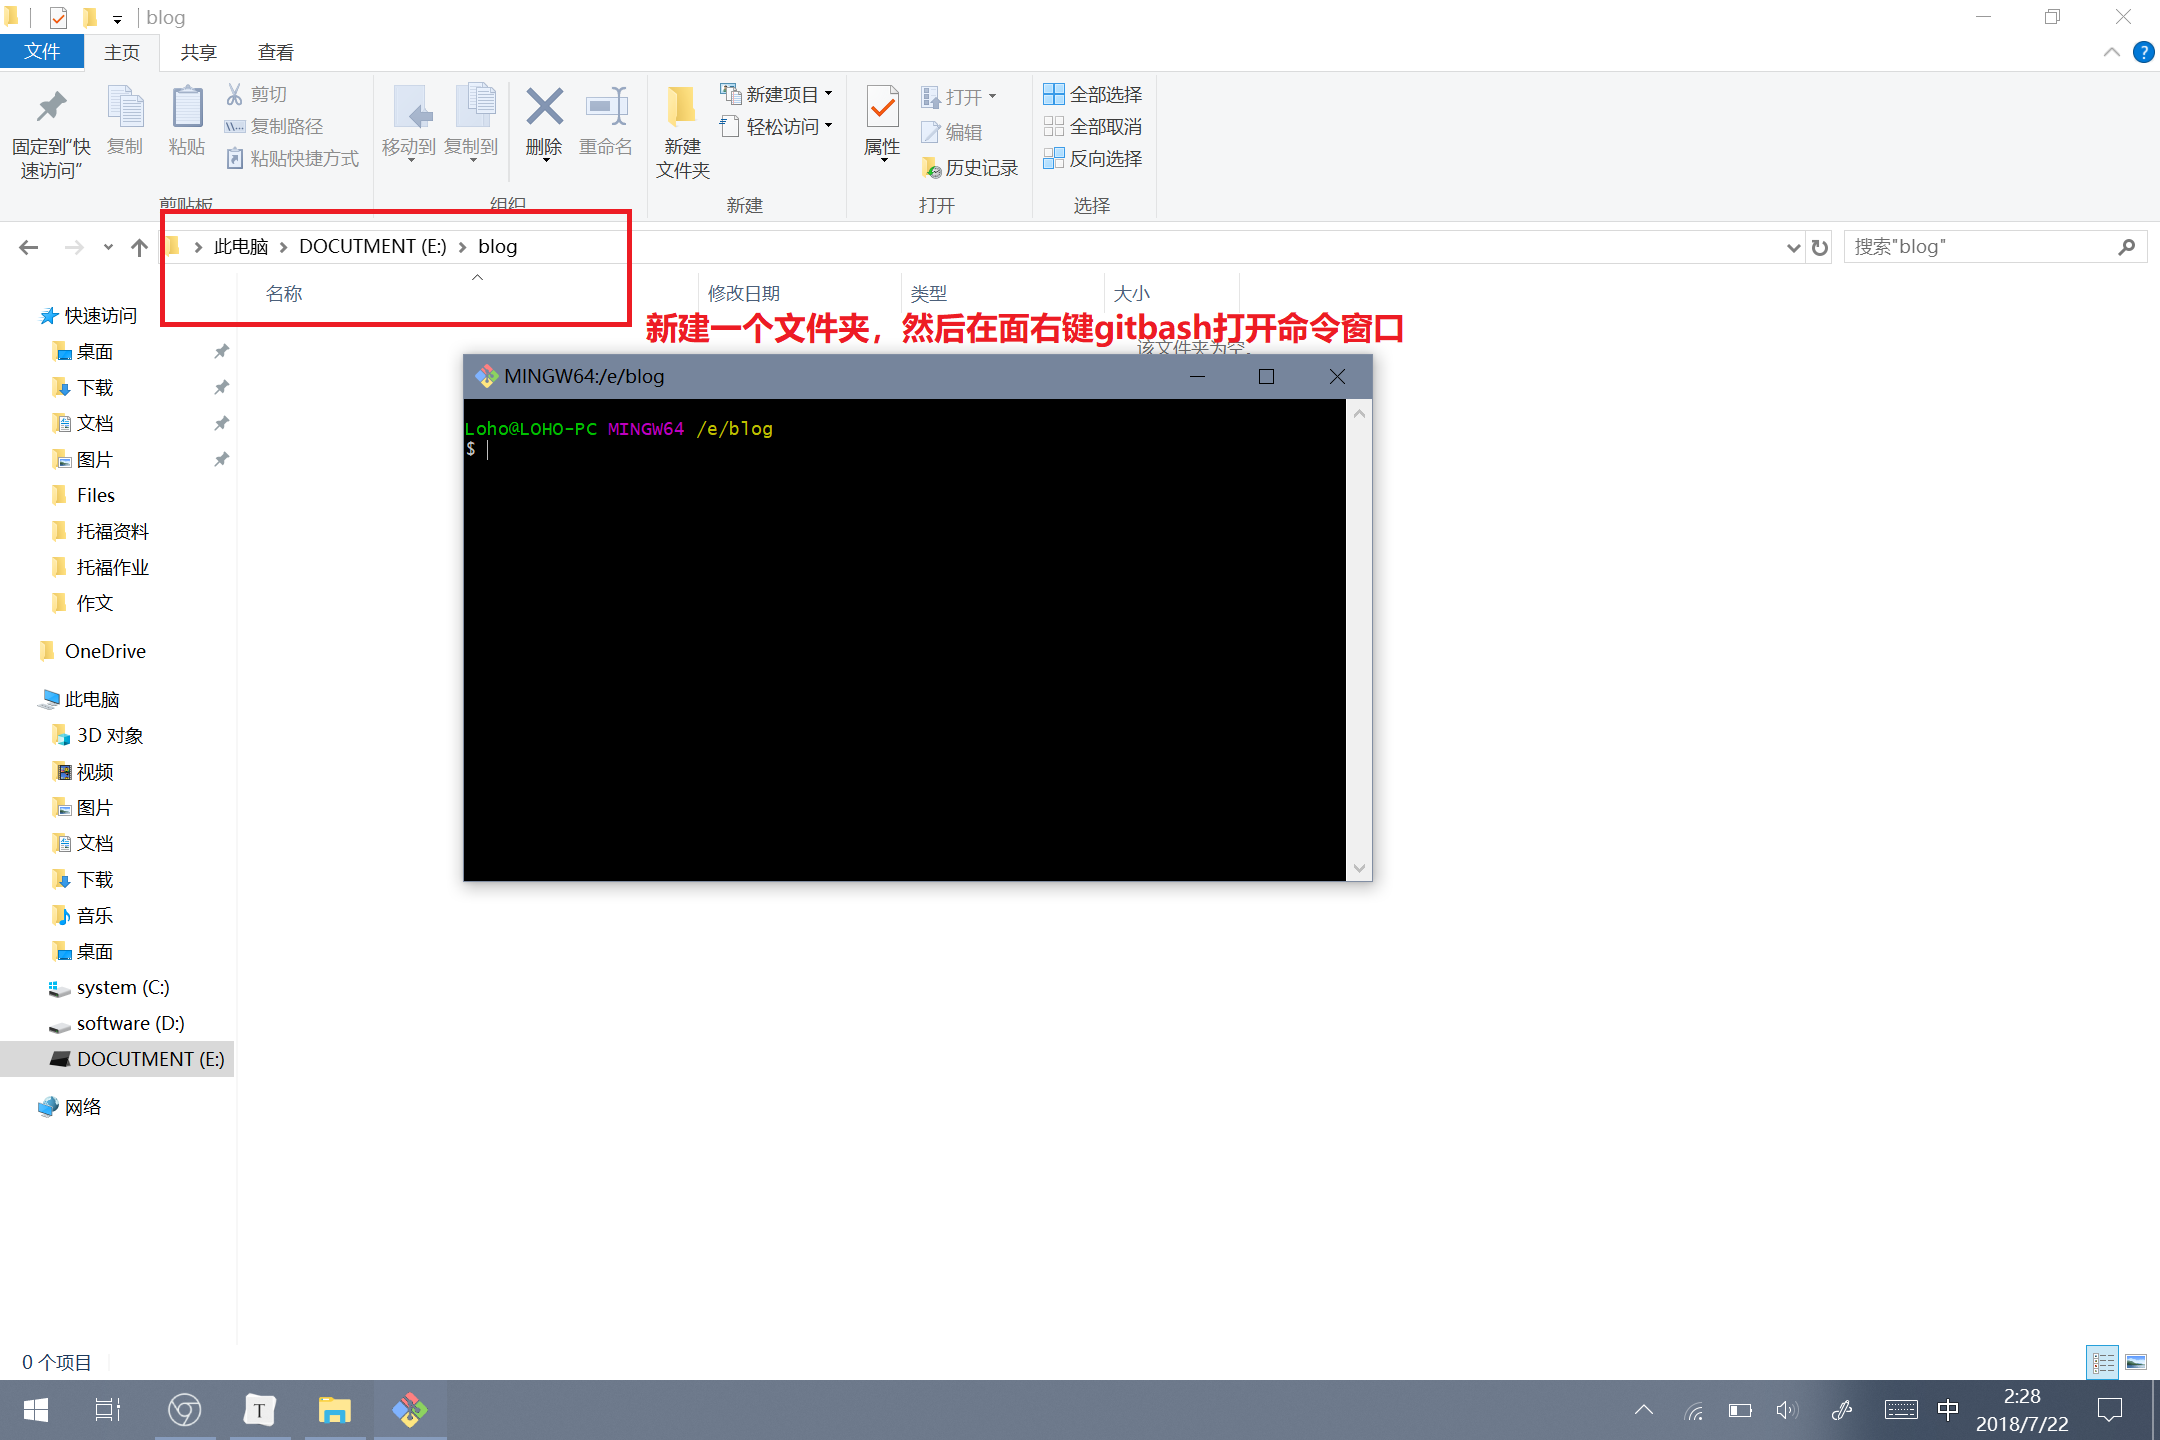 blog
文件
主页
共享
查看
固定到"快
速访问"
复制
粘贴
剪切
复制路径
粘贴快捷方式
剪贴板
移动到
复制到
删除
重命名
组织
新建
文件夹
新建项目
轻松访问
新建
属性
打开
编辑
历史记录
打开
全部选择
全部取消
反向选择
选择
此电脑 DOCUTMENT (E:) blog
搜索"blog"
名称
修改日期
类型
大小
新建一个文件夹，然后在面右键gitbash打开命令窗口
该文件夹为空。
MINGW64:/e/blog
Loho@LOHO-PC MINGW64 /e/blog
$
快速访问
桌面
下载
文档
图片
Files
托福资料
托福作业
作文
OneDrive
此电脑
3D 对象
视频
图片
文档
下载
音乐
桌面
system (C:)
software (D:)
DOCUTMENT (E:)
网络
0 个项目
T
中
2:28
2018/7/22